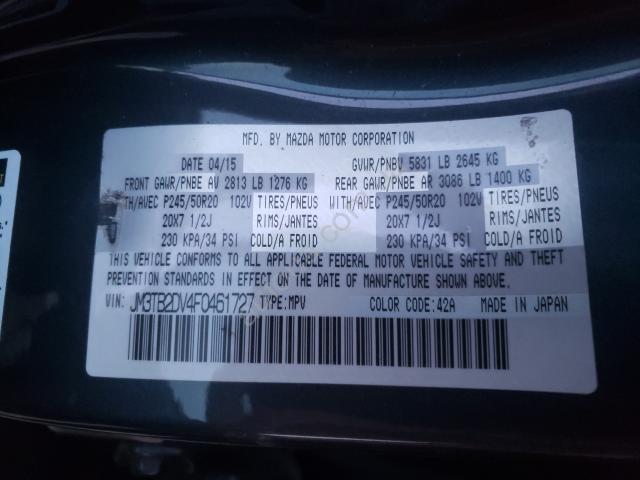 MFD. BY MAZDA MOTOR CORPORATION
DATE 04/15 GVWR/PNBV 5831 LB 2645 KG
FRONT GAWR/PNBE AV 2813 LB 1276 KG REAR GAWR/PNBE AR 3086 LB 1400 KG
TH/AVEC P245/50R20 102V TIRES/PNEUS WITH/AVEC P245/50R20 102V TIRES/PNEUS
20X7 1/2J RIMS/JANTES 20X7 1/2J RIMS/JANTES
230 KPA/34 PSI COLD/A FROID 230 KPA/34 PSI COLD/A FROID
THIS VEHICLE CONFORMS TO ALL APPLICABLE FEDERAL MOTOR VEHICLE SAFETY AND THEFT
PREVENTION STANDARDS IN EFFECT ON THE DATE OF MANUFACTURE SHOWN ABOVE.
VIN: JM3TB2DV4F0461727 TYPE:MPV COLOR CODE:42A MADE IN JAPAN